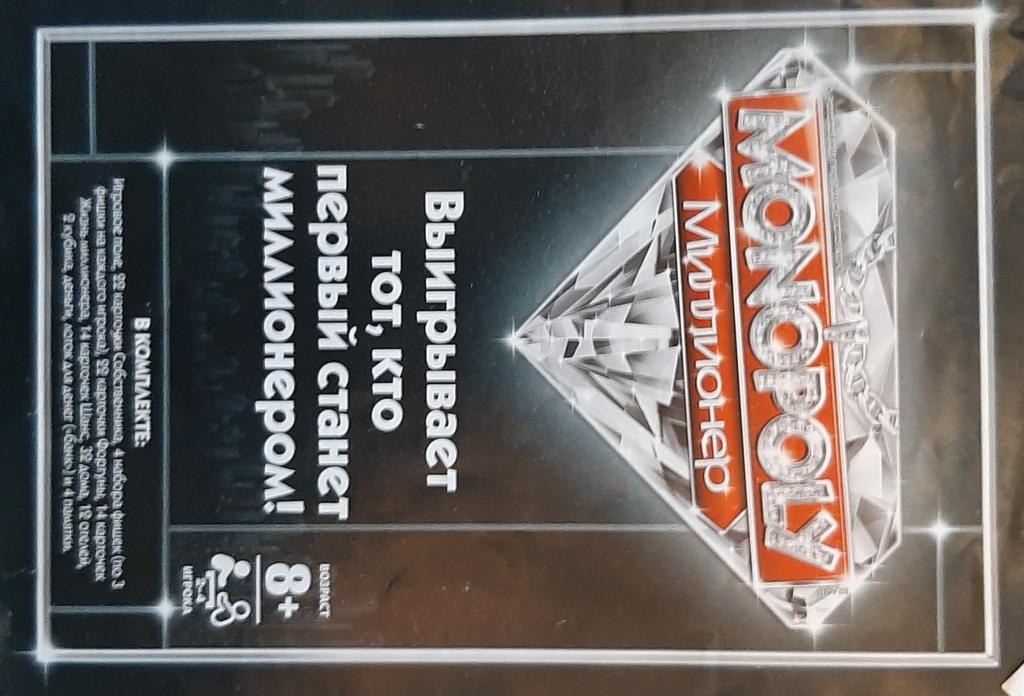 MONOPOLY
Миллионер
Выигрывает
тот, кто
первый станет
миллионером!
ВОЗРАСТ
8+
2-4
ИГРОКА
В КОМПЛЕКТЕ:
Игровое поле, 22 карточки Собственника, 4 набора фишек (по 3
фишки на каждого игрока), 22 карточки Фортуны, 14 карточек
Жизнь миллионера, 14 карточек Шанс, 32 дома, 12 отелей,
2 кубика, деньги, лоток для денег («банк») и 4 памятки.